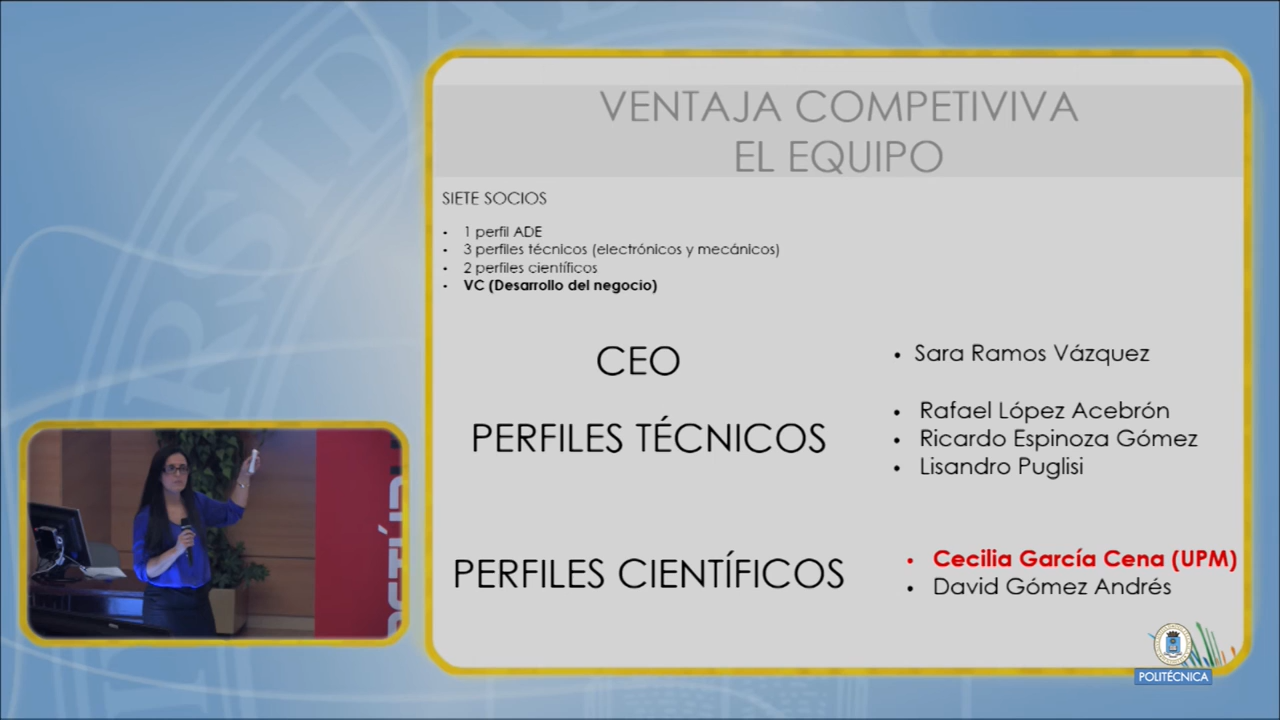 VENTAJA COMPETIVIVA
EL EQUIPO
SIETE SOCIOS
• 1 perfil ADE
• 3 perfiles técnicos (electrónicos y mecánicos)
• 2 perfiles científicos
• VC (Desarrollo del negocio)
CEO
• Sara Ramos Vázquez
PERFILES TÉCNICOS
• Rafael López Acebrón
• Ricardo Espinoza Gómez
• Lisandro Puglisi
PERFILES CIENTÍFICOS
• Cecilia García Cena (UPM)
• David Gómez Andrés
POLITÉCNICA